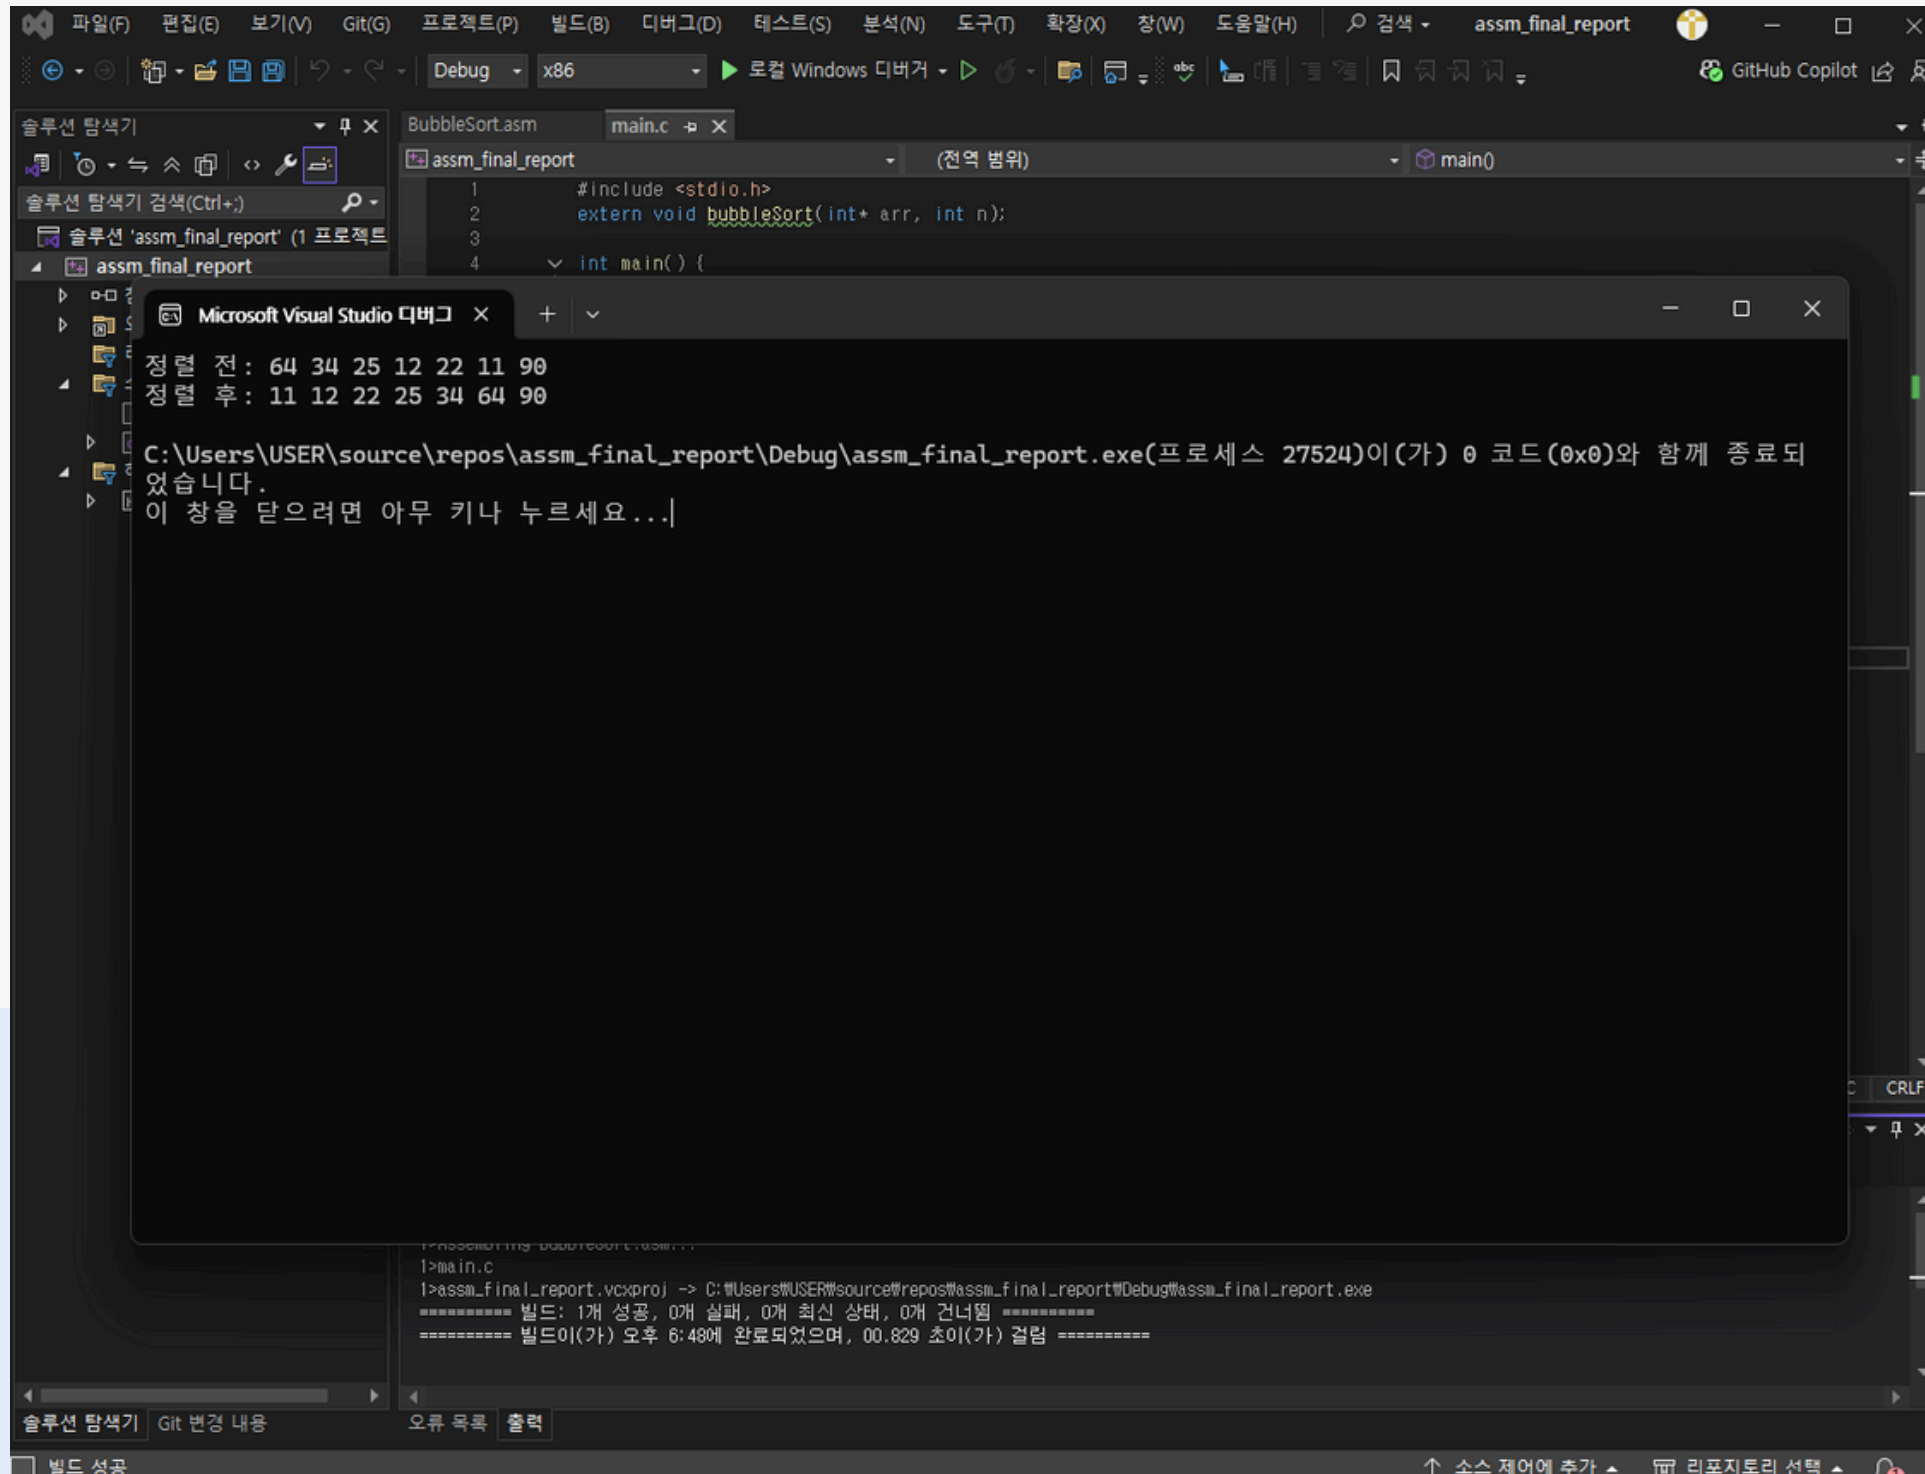 파일(F) 편집(E) 보기(V) Git(G) 프로젝트(P) 빌드(B) 디버그(D) 테스트(S) 분석(N) 도구(T) 확장(X) 창(W) 도움말(H) 검색 assm_final_report
Debug x86 로컬 Windows 디버거 GitHub Copilot
솔루션 탐색기
BubbleSort.asm main.c
assm_final_report (전역 범위) main()
솔루션 탐색기 검색(Ctrl+;)
솔루션 'assm_final_report' (1 프로젝트
assm_final_report
1 #include <stdio.h>
2 extern void bubbleSort(int* arr, int n);
3
4 int main() {
Microsoft Visual Studio 디버그
정렬 전: 64 34 25 12 22 11 90
정렬 후: 11 12 22 25 34 64 90
C:\Users\USER\source\repos\assm_final_report\Debug\assm_final_report.exe(프로세스 27524)이(가) 0 코드(0x0)와 함께 종료되
었습니다.
이 창을 닫으려면 아무 키나 누르세요...
CRLF
1>main.c
1>assm_final_report.vcxproj -> C:₩Users₩USER₩source₩repos₩assm_final_report₩Debug₩assm_final_report.exe
========== 빌드: 1개 성공, 0개 실패, 0개 최신 상태, 0개 건너뜀 ==========
========== 빌드이(가) 오후 6:48에 완료되었으며, 00.829 초이(가) 걸림 ==========
솔루션 탐색기 Git 변경 내용 오류 목록 출력
빌드 성공 소스 제어에 추가 리포지토리 선택